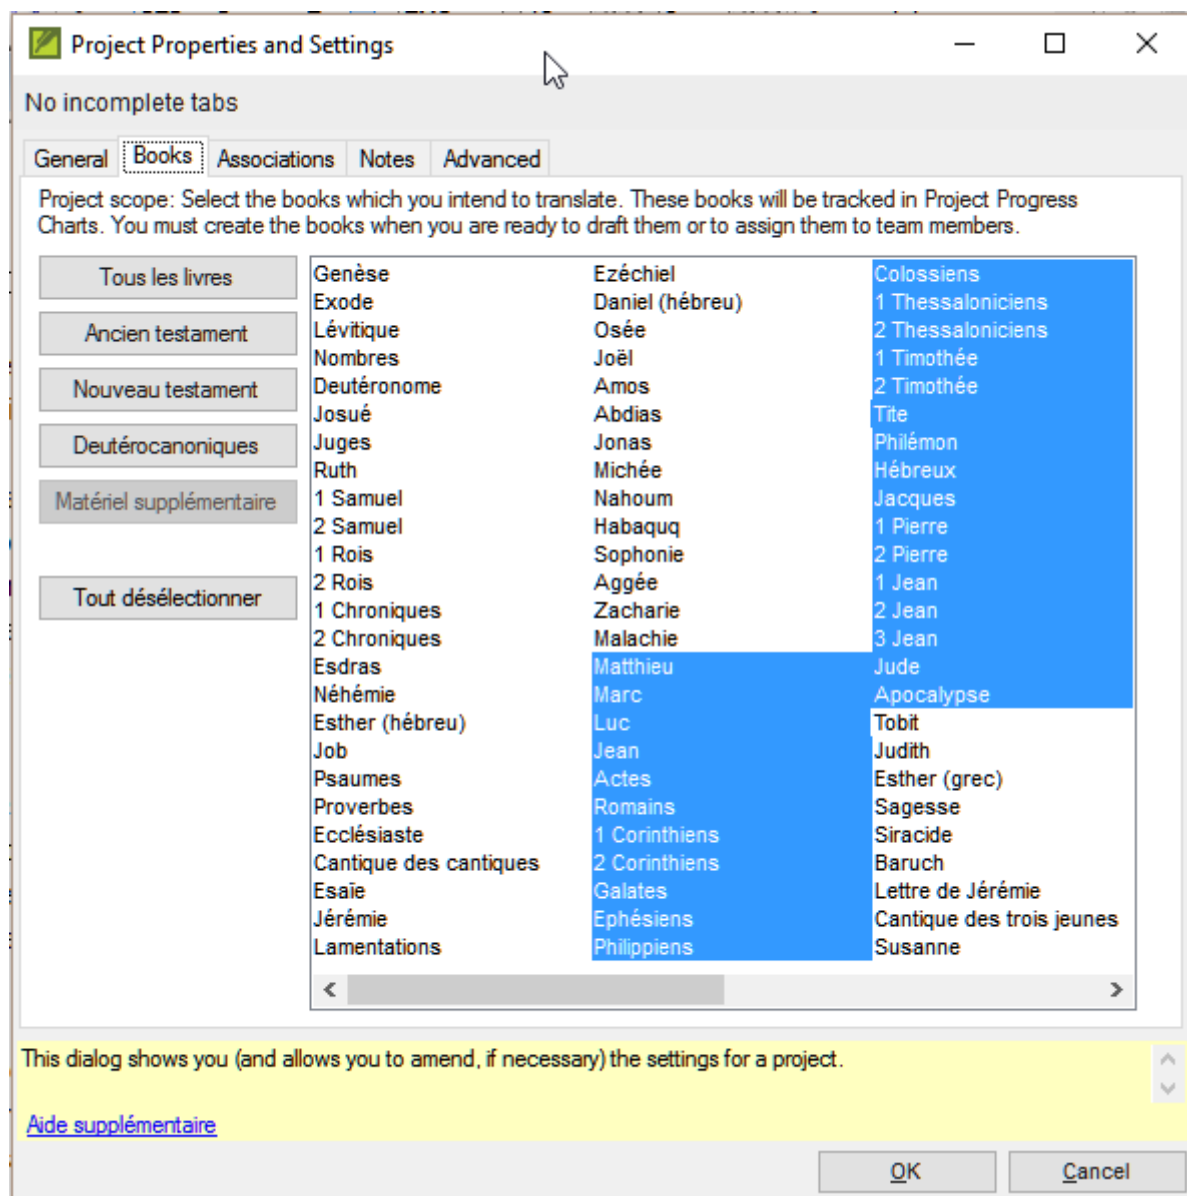 Project Properties and Settings
No incomplete tabs
General Books Associations Notes Advanced
Project scope: Select the books which you intend to translate. These books will be tracked in Project Progress
Charts. You must create the books when you are ready to draft them or to assign them to team members.
Tous les livres
Ancien testament
Nouveau testament
Deutérocanoniques
Matériel supplémentaire
Tout désélectionner
Genèse
Exode
Lévitique
Nombres
Deutéronome
Josué
Juges
Ruth
1 Samuel
2 Samuel
1 Rois
2 Rois
1 Chroniques
2 Chroniques
Esdras
Néhémie
Esther (hébreu)
Job
Psaumes
Proverbes
Ecclésiaste
Cantique des cantiques
Esaïe
Jérémie
Lamentations
Ezéchiel
Daniel (hébreu)
Osée
Joël
Amos
Abdias
Jonas
Michée
Nahoum
Habaquq
Sophonie
Aggée
Zacharie
Malachie
Matthieu
Marc
Luc
Jean
Actes
Romains
1 Corinthiens
2 Corinthiens
Galates
Ephésiens
Philippiens
Colossiens
1 Thessaloniciens
2 Thessaloniciens
1 Timothée
2 Timothée
Tite
Philémon
Hébreux
Jacques
1 Pierre
2 Pierre
1 Jean
2 Jean
3 Jean
Jude
Apocalypse
Tobit
Judith
Esther (grec)
Sagesse
Siracide
Baruch
Lettre de Jérémie
Cantique des trois jeunes
Susanne
This dialog shows you (and allows you to amend, if necessary) the settings for a project.
Aide supplémentaire
OK Cancel